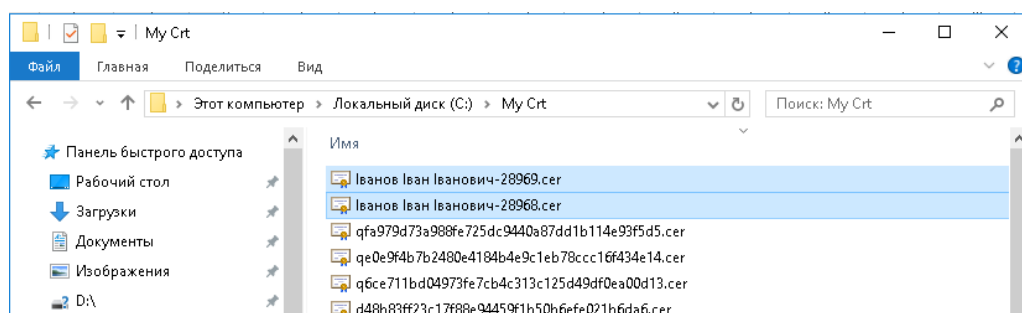 My Crt
Файл Главная Поделиться Вид
Этот компьютер > Локальный диск (C:) > My Crt Поиск: My Crt
Имя
Панель быстрого доступа
Рабочий стол
Загрузки
Документы
Изображения
D:\
Іванов Іван Іванович-28969.cer
Іванов Іван Іванович-28968.cer
qfa979d73a988fe725dc9440a87dd1b114e93f5d5.cer
qe0e9f4b7b2480e4184b4e9c1eb78ccc16f434e14.cer
q6ce711bd04973fe7cb4c313c125d49df0ea00d13.cer
d48b83ff23c17f88e94459f1b50b6efe021b6da6.cer